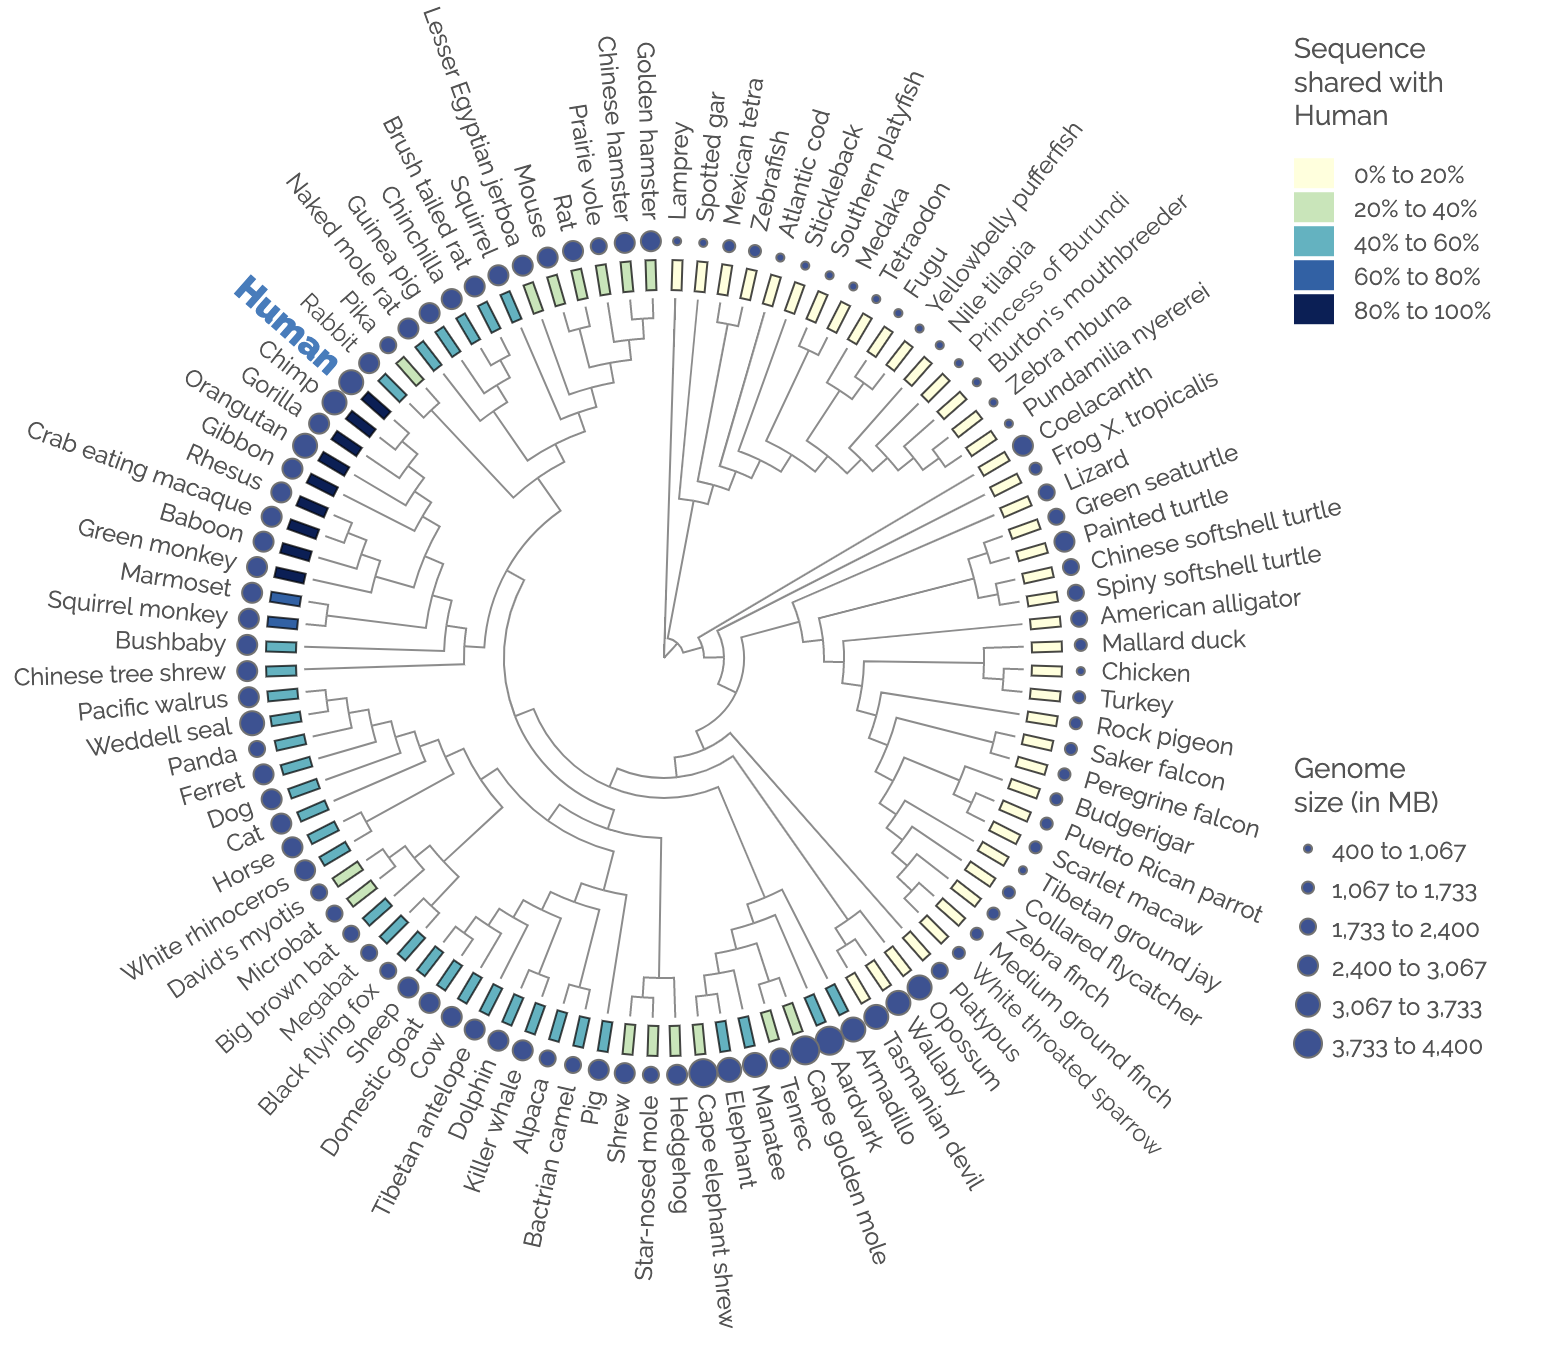 Lamprey
Spotted gar
Mexican tetra
Zebrafish
Atlantic cod
Stickleback
Southern platyfish
Medaka
Tetraodon
Fugu
Yellowbelly pufferfish
Nile tilapia
Princess of Burundi
Burton's mouthbreeder
Zebra mbuna
Pundamilia nyererei
Coelacanth
Frog X. tropicalis
Lizard
Green seaturtle
Painted turtle
Chinese softshell turtle
Spiny softshell turtle
American alligator
Mallard duck
Chicken
Turkey
Rock pigeon
Saker falcon
Peregrine falcon
Budgerigar
Puerto Rican parrot
Scarlet macaw
Tibetan ground jay
Collared flycatcher
Zebra finch
Medium ground finch
White throated sparrow
Platypus
Opossum
Wallaby
Tasmanian devil
Armadillo
Aardvark
Cape golden mole
Tenrec
Manatee
Elephant
Cape elephant shrew
Hedgehog
Star-nosed mole
Shrew
Pig
Bactrian camel
Alpaca
Killer whale
Dolphin
Tibetan antelope
Cow
Domestic goat
Sheep
Black flying fox
Megabat
Big brown bat
Microbat
David's myotis
White rhinoceros
Horse
Cat
Dog
Ferret
Panda
Weddell seal
Pacific walrus
Chinese tree shrew
Bushbaby
Squirrel monkey
Marmoset
Green monkey
Baboon
Crab eating macaque
Rhesus
Gibbon
Orangutan
Gorilla
Chimp
Human
Rabbit
Pika
Naked mole rat
Guinea pig
Chinchilla
Brush tailed rat
Squirrel
Lesser Egyptian jerboa
Mouse
Rat
Prairie vole
Chinese hamster
Golden hamster
Sequence
shared with
Human
0% to 20%
20% to 40%
40% to 60%
60% to 80%
80% to 100%
Genome
size (in MB)
400 to 1,067
1,067 to 1,733
1,733 to 2,400
2,400 to 3,067
3,067 to 3,733
3,733 to 4,400